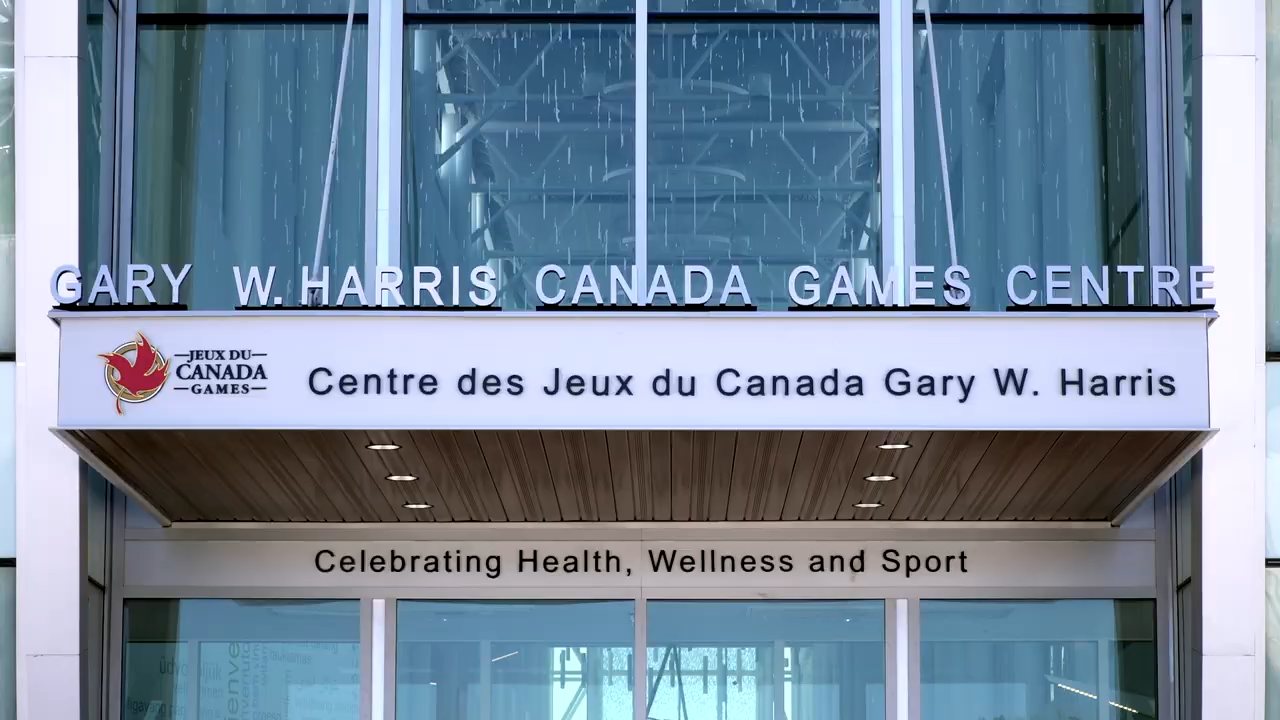 GARY W. HARRIS CANADA GAMES CENTRE
JEUX DU
CANADA
GAMES
Centre des Jeux du Canada Gary W. Harris
Celebrating Health, Wellness and Sport